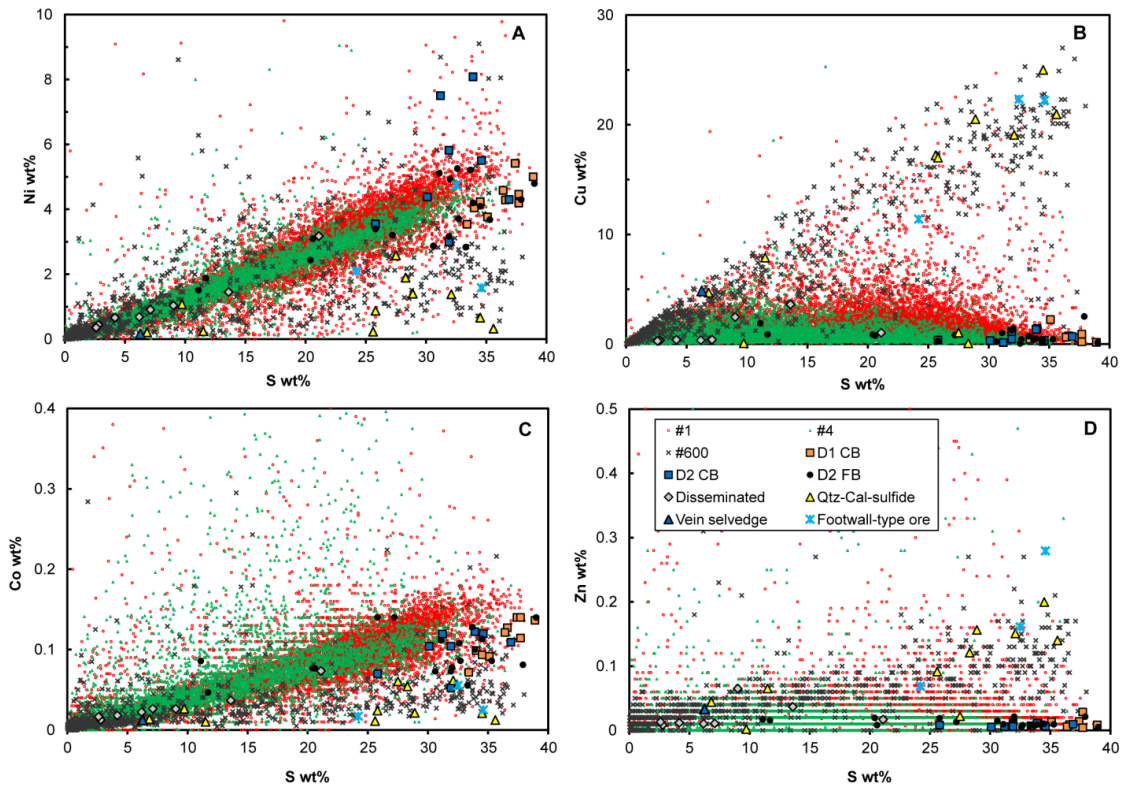 A
Ni wt%
10
8
6
4
2
0
0 5 10 15 20 25 30 35 40
S wt%
B
Cu wt%
30
20
10
0
0 5 10 15 20 25 30 35 40
S wt%
C
Co wt%
0.4
0.3
0.2
0.1
0
0 5 10 15 20 25 30 35 40
S wt%
D
Zn wt%
0.5
0.4
0.3
0.2
0.1
0
0 5 10 15 20 25 30 35 40
S wt%
#1 #4
#600 D1 CB
D2 CB D2 FB
Disseminated Qtz-Cal-sulfide
Vein selvedge Footwall-type ore